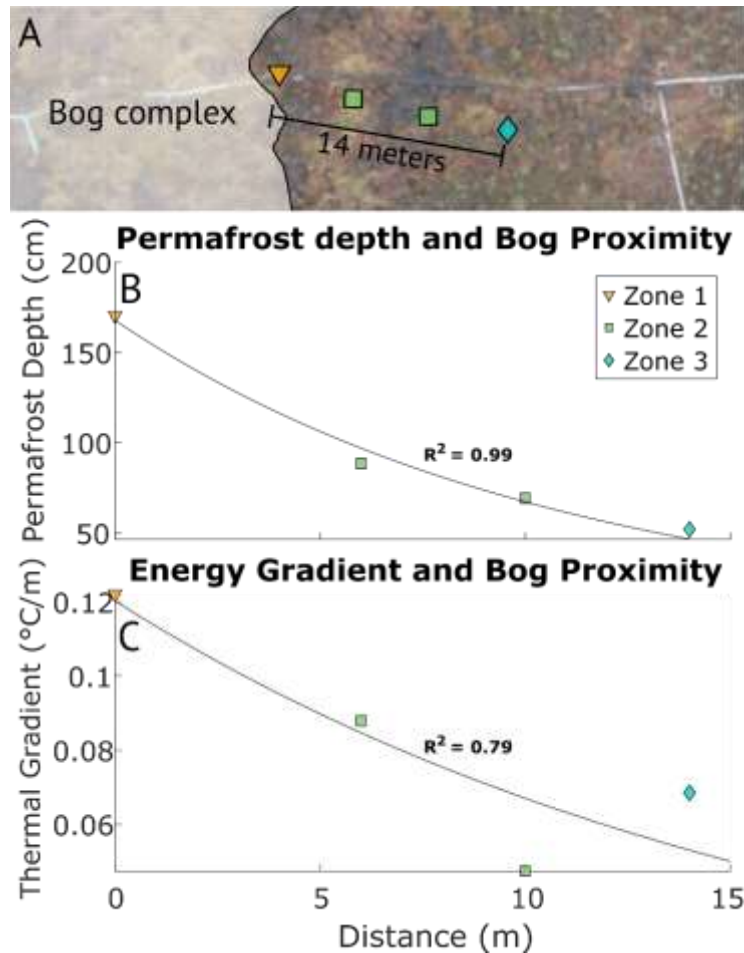 A
Bog complex
14 meters
Permafrost depth and Bog Proximity
B
Permafrost Depth (cm)
200
150
100
50
Zone 1
Zone 2
Zone 3
R² = 0.99
Energy Gradient and Bog Proximity
C
Thermal Gradient (°C/m)
0.12
0.1
0.08
0.06
R² = 0.79
0
5
10
15
Distance (m)